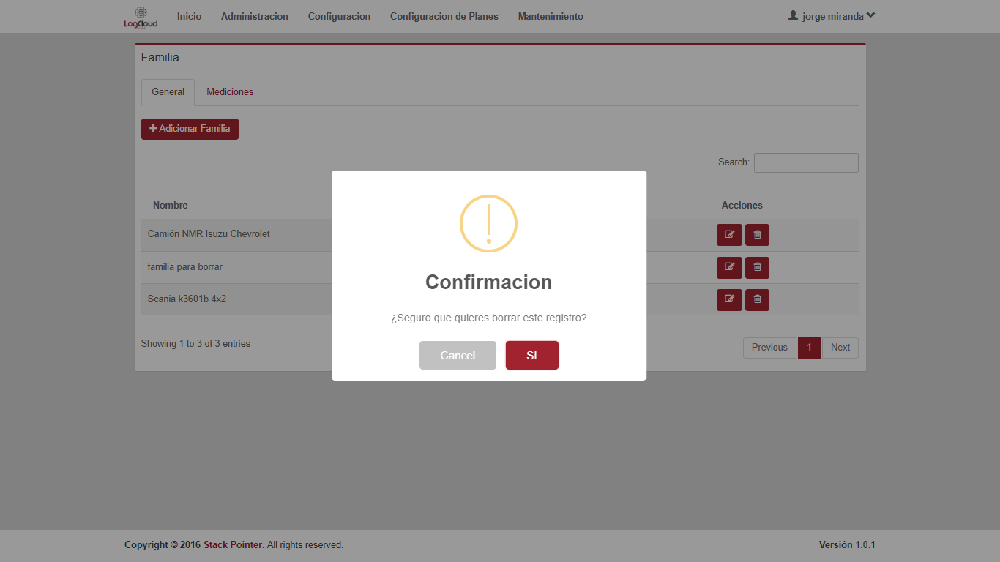 LogCloud Inicio Administracion Configuracion Configuracion de Planes Mantenimiento jorge miranda
Familia
General Mediciones
Adicionar Familia
Search:
Nombre Acciones
Camión NMR Isuzu Chevrolet
familia para borrar
Scania k3601b 4x2
Showing 1 to 3 of 3 entries
Previous 1 Next
Confirmacion
¿Seguro que quieres borrar este registro?
Cancel SI
Copyright © 2016 Stack Pointer. All rights reserved. Versión 1.0.1